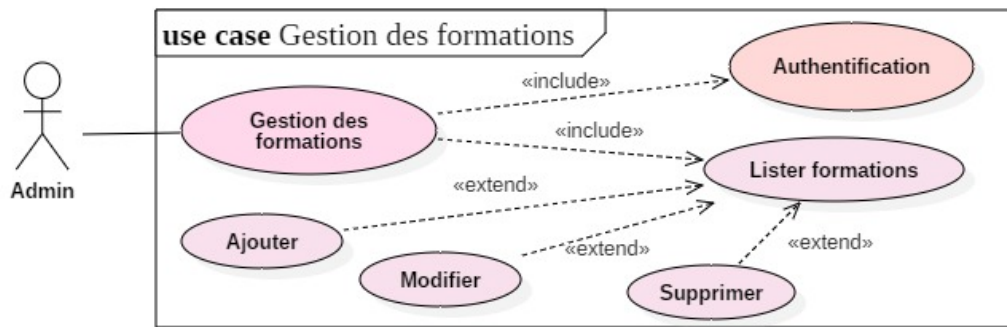 use case Gestion des formations
Admin
Gestion des
formations
«include»
Authentification
«include»
Lister formations
«extend»
Ajouter
«extend»
Modifier
«extend»
Supprimer